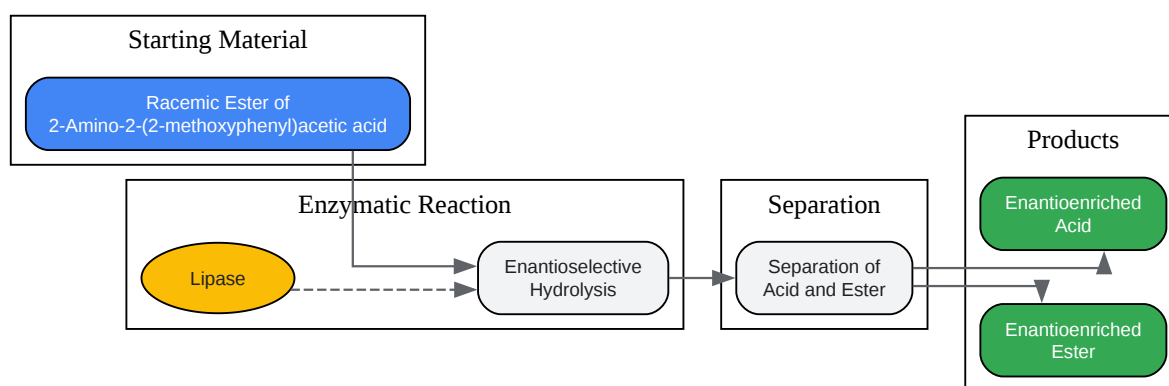 Starting Material
Racemic Ester of
2-Amino-2-(2-methoxyphenyl)acetic acid
Enzymatic Reaction
Lipase
Enantioselective
Hydrolysis
Separation
Separation of
Acid and Ester
Products
Enantioenriched
Acid
Enantioenriched
Ester